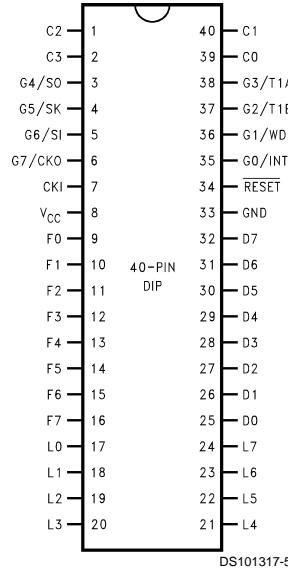 C2 1 40 C1
C3 2 39 C0
G4/SO 3 38 G3/T1A
G5/SK 4 37 G2/T1B
G6/SI 5 36 G1/WD
G7/CKO 6 35 G0/INT
CKI 7 34 RESET
VCC 8 33 GND
F0 9 32 D7
F1 10 31 D6
F2 11 30 D5
F3 12 29 D4
F4 13 28 D3
F5 14 27 D2
F6 15 26 D1
F7 16 25 D0
L0 17 24 L7
L1 18 23 L6
L2 19 22 L5
L3 20 21 L4
40-PIN
DIP
DS101317-5